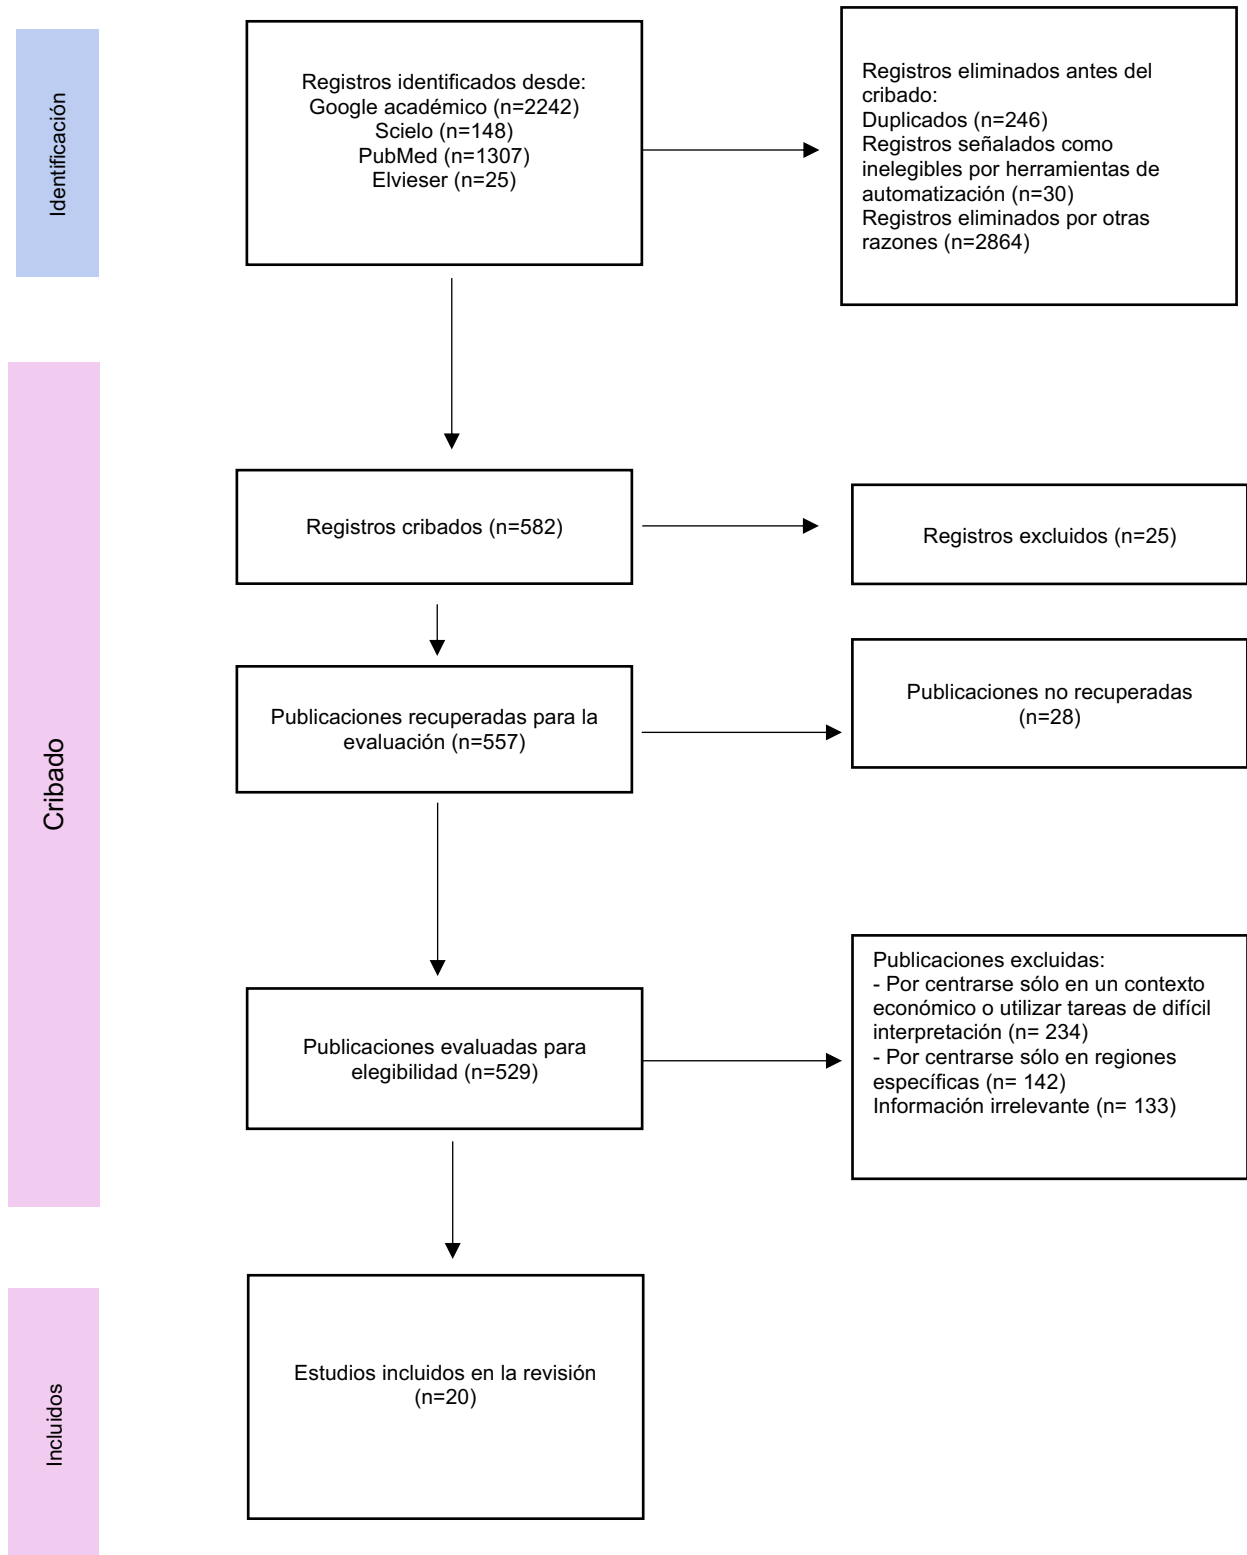 Identificación
Registros identificados desde:
Google académico (n=2242)
Scielo (n=148)
PubMed (n=1307)
Elvieser (n=25)
Registros eliminados antes del
cribado:
Duplicados (n=246)
Registros señalados como
inelegibles por herramientas de
automatización (n=30)
Registros eliminados por otras
razones (n=2864)
Cribado
Registros cribados (n=582)
Registros excluidos (n=25)
Publicaciones recuperadas para la
evaluación (n=557)
Publicaciones no recuperadas
(n=28)
Publicaciones evaluadas para
elegibilidad (n=529)
Publicaciones excluidas:
- Por centrarse sólo en un contexto
económico o utilizar tareas de difícil
interpretación (n= 234)
- Por centrarse sólo en regiones
específicas (n= 142)
Información irrelevante (n= 133)
Incluidos
Estudios incluidos en la revisión
(n=20)